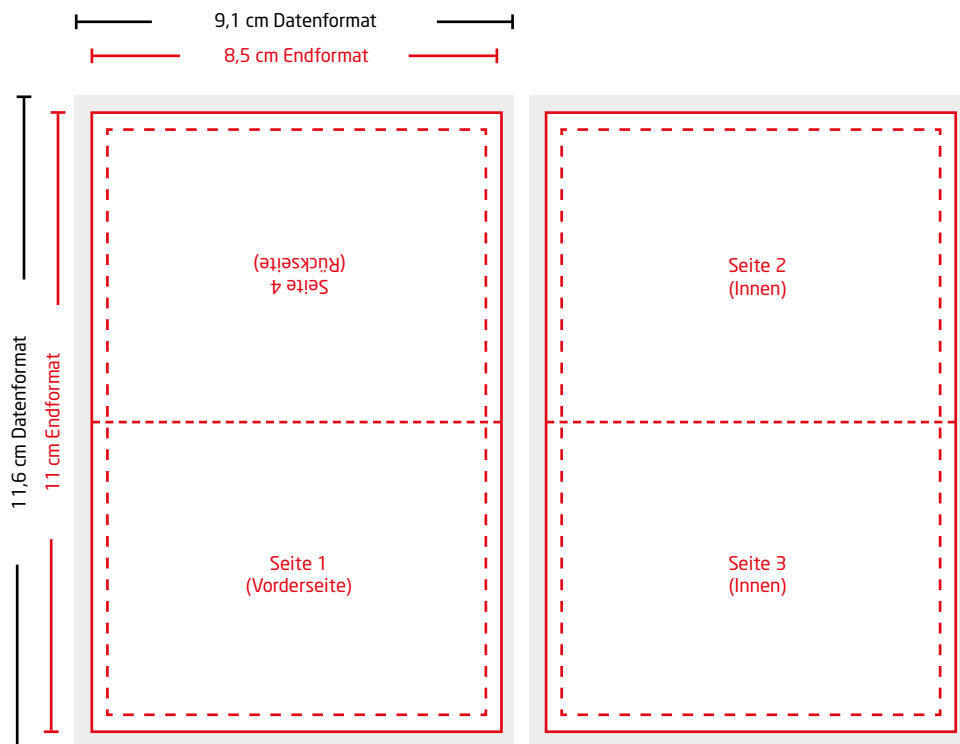 9,1 cm Datenformat
8,5 cm Endformat
11,6 cm Datenformat
11 cm Endformat
Seite 4
(Rückseite)
Seite 2
(Innen)
Seite 1
(Vorderseite)
Seite 3
(Innen)